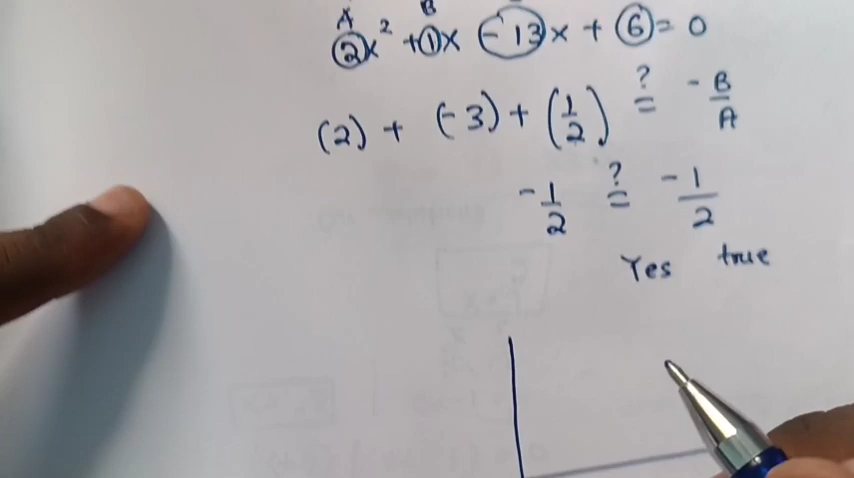 A B
2x² + 1x - 13x + 6 = 0
(2) + (-3) + (1/2) ?= - B/A
- 1/2 ?= - 1/2
Yes true